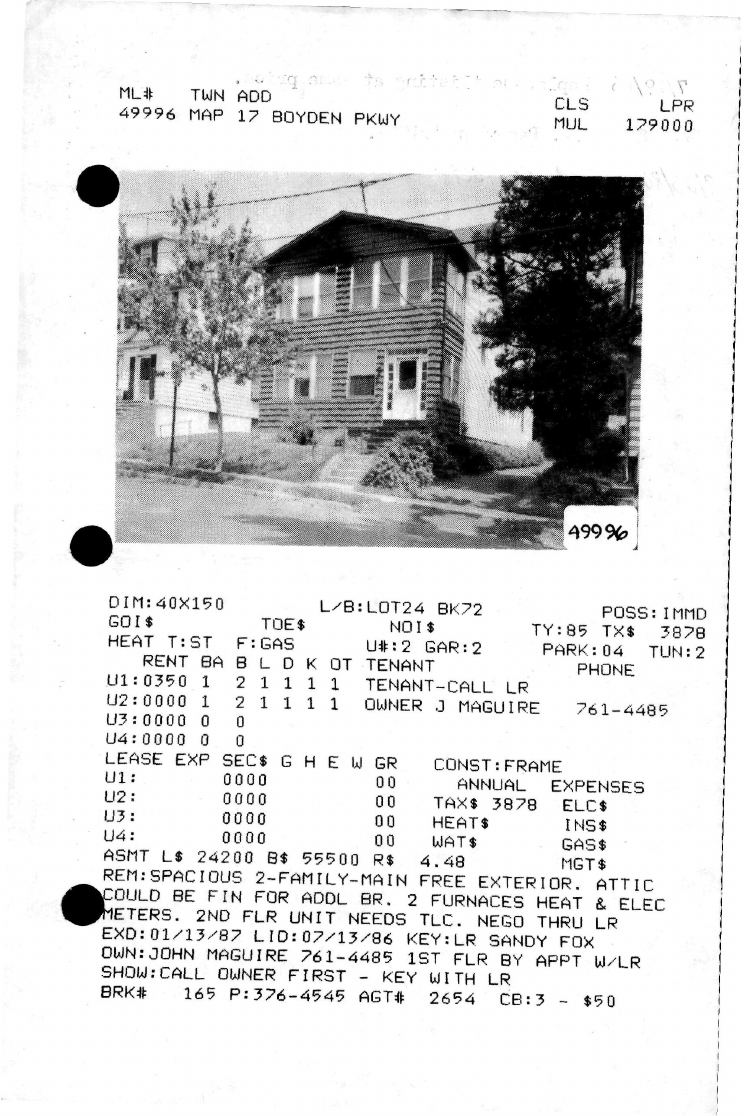 ML# TWN ADD CLS LPR
49996 MAP 17 BOYDEN PKWY MUL 179000
49996
DIM:40X150 L/B:LOT24 BK72 POSS:IMMD
GOI$ TOE$ NOI$ TY:85 TX$ 3878
HEAT T:ST F:GAS U#:2 GAR:2 PARK:04 TUN:2
RENT BA B L D K OT TENANT PHONE
U1:0350 1 2 1 1 1 1 TENANT-CALL LR
U2:0000 1 2 1 1 1 1 OWNER J MAGUIRE 761-4485
U3:0000 0 0
U4:0000 0 0
LEASE EXP SEC$ G H E W GR CONST:FRAME
U1: 0000 00 ANNUAL EXPENSES
U2: 0000 00 TAX$ 3878 ELC$
U3: 0000 00 HEAT$ INS$
U4: 0000 00 WAT$ GAS$
ASMT L$ 24200 B$ 55500 R$ 4.48 MGT$
REM:SPACIOUS 2-FAMILY-MAIN FREE EXTERIOR. ATTIC
COULD BE FIN FOR ADDL BR. 2 FURNACES HEAT & ELEC
METERS. 2ND FLR UNIT NEEDS TLC. NEGO THRU LR
EXD:01/13/87 LID:07/13/86 KEY:LR SANDY FOX
OWN:JOHN MAGUIRE 761-4485 1ST FLR BY APPT W/LR
SHOW:CALL OWNER FIRST - KEY WITH LR
BRK# 165 P:376-4545 AGT# 2654 CB:3 - $50